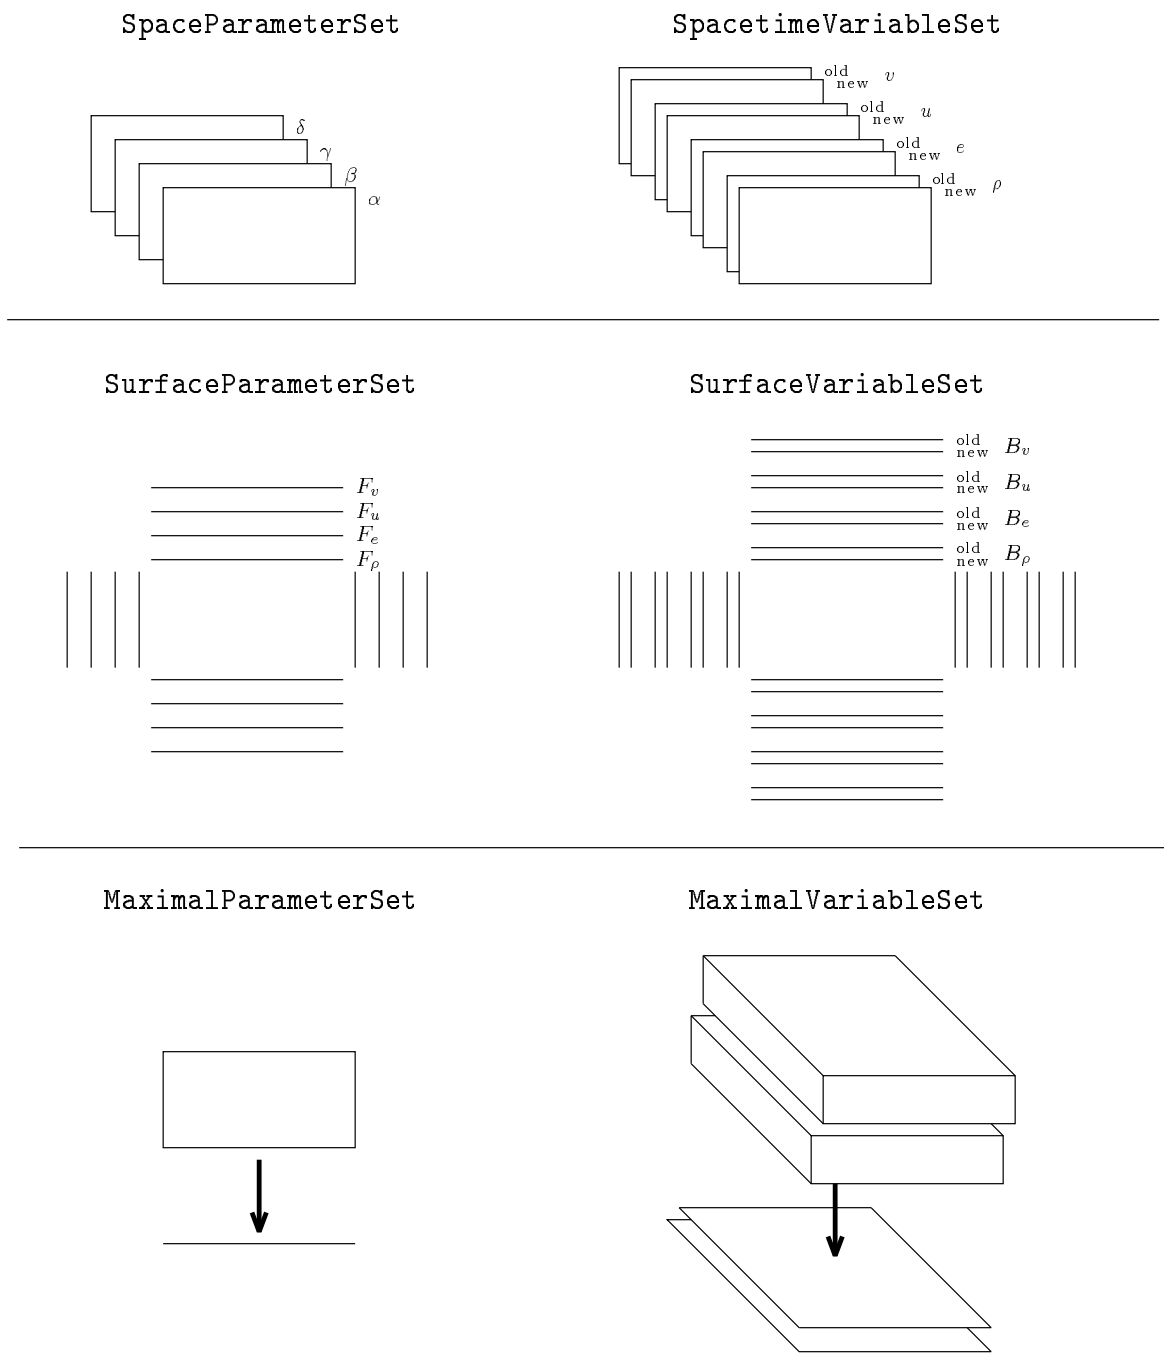 SpaceParameterSet
SpacetimeVariableSet
δ
γ
β
α
old
new v
old
new u
old
new e
old
new ρ
SurfaceParameterSet
SurfaceVariableSet
F_v
F_u
F_e
F_ρ
old
new B_v
old
new B_u
old
new B_e
old
new B_ρ
MaximalParameterSet
MaximalVariableSet